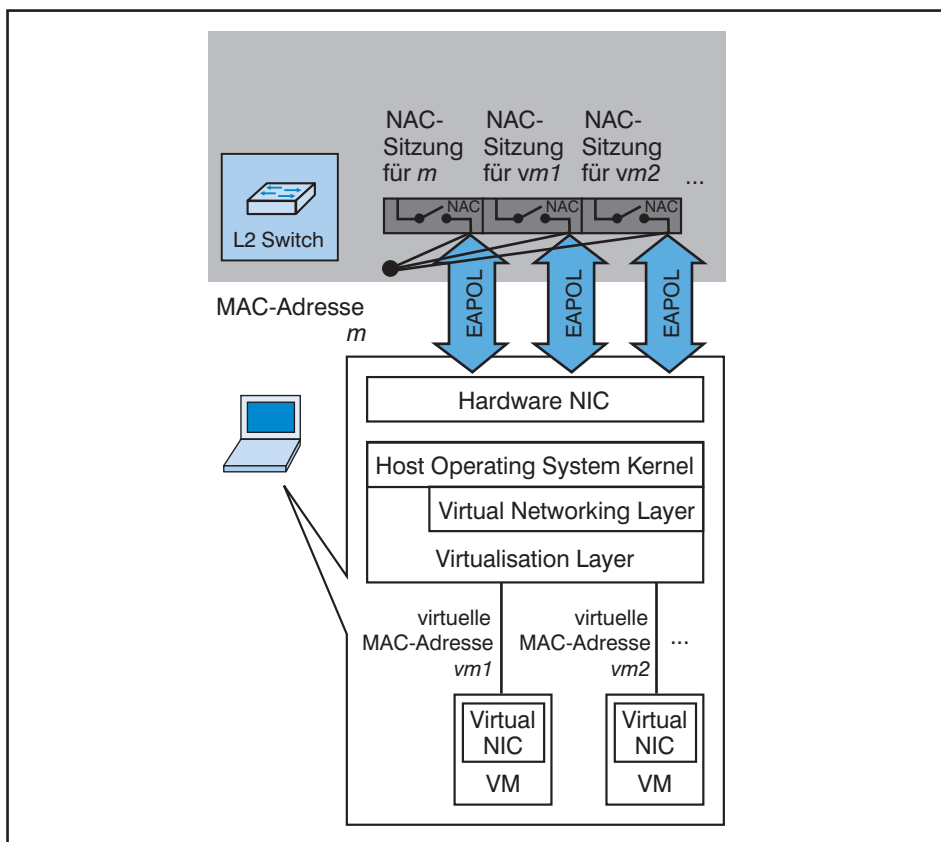 NAC-
Sitzung
für m
NAC-
Sitzung
für vm1
NAC-
Sitzung
für vm2
...
NAC
NAC
NAC
L2 Switch
MAC-Adresse
m
EAPOL
EAPOL
EAPOL
Hardware NIC
Host Operating System Kernel
Virtual Networking Layer
Virtualisation Layer
virtuelle
MAC-Adresse
vm1
virtuelle
MAC-Adresse
vm2
...
Virtual
NIC
VM
Virtual
NIC
VM